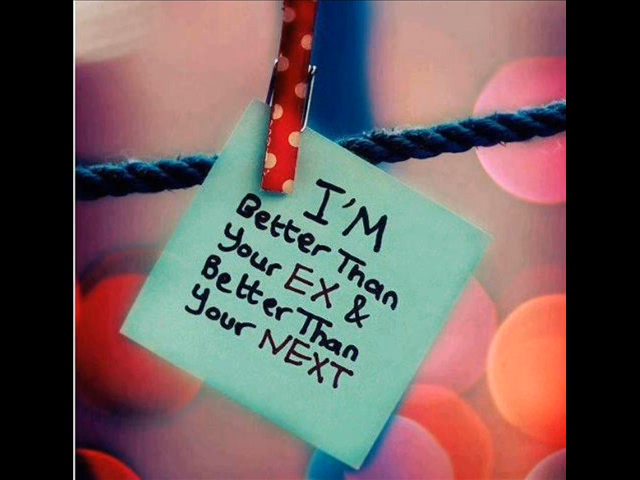 I'M
Better Than
your EX &
Better Than
your NEXT